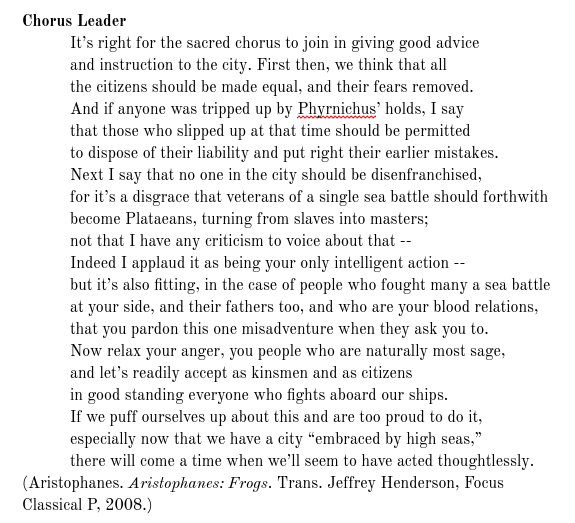 Chorus Leader
It's right for the sacred chorus to join in giving good advice
and instruction to the city. First then, we think that all
the citizens should be made equal, and their fears removed.
And if anyone was tripped up by Phyrnichus' holds, I say
that those who slipped up at that time should be permitted
to dispose of their liability and put right their earlier mistakes.
Next I say that no one in the city should be disenfranchised,
for it's a disgrace that veterans of a single sea battle should forthwith
become Plataeans, turning from slaves into masters;
not that I have any criticism to voice about that --
Indeed I applaud it as being your only intelligent action --
but it's also fitting, in the case of people who fought many a sea battle
at your side, and their fathers too, and who are your blood relations,
that you pardon this one misadventure when they ask you to.
Now relax your anger, you people who are naturally most sage,
and let's readily accept as kinsmen and as citizens
in good standing everyone who fights aboard our ships.
If we puff ourselves up about this and are too proud to do it,
especially now that we have a city “embraced by high seas,”
there will come a time when we'll seem to have acted thoughtlessly.
(Aristophanes. Aristophanes: Frogs. Trans. Jeffrey Henderson, Focus
Classical P, 2008.)